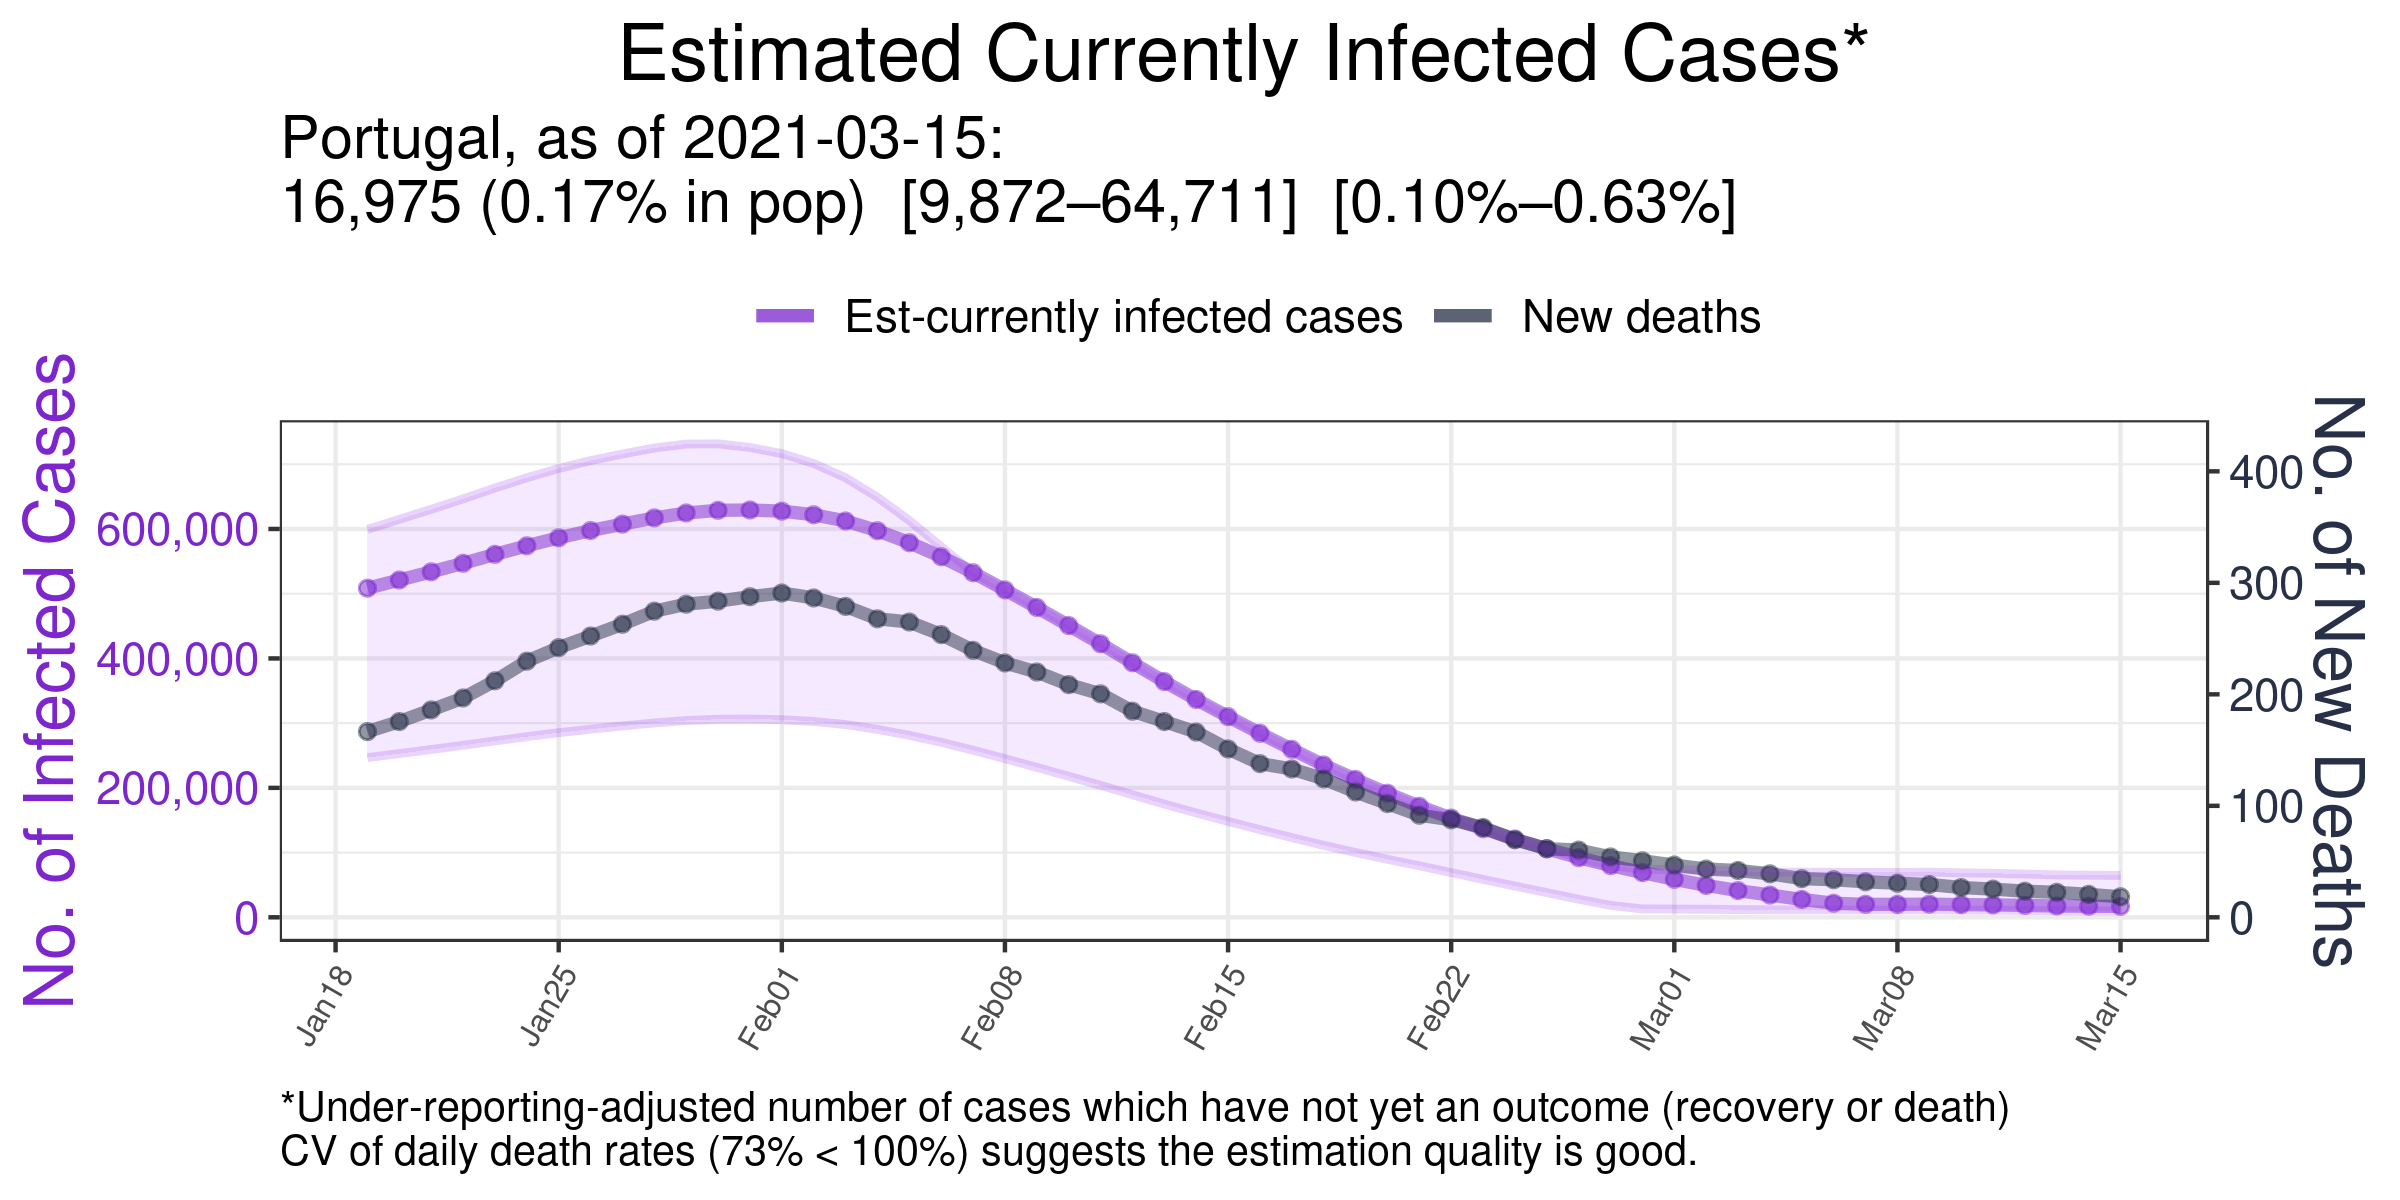 Estimated Currently Infected Cases*
Portugal, as of 2021-03-15:
16,975 (0.17% in pop)  [9,872–64,711]  [0.10%–0.63%]
Est-currently infected cases
New deaths
No. of Infected Cases
600,000
400,000
200,000
0
400
300
200
100
0
No. of New Deaths
Jan18
Jan25
Feb01
Feb08
Feb15
Feb22
Mar01
Mar08
Mar15
*Under-reporting-adjusted number of cases which have not yet an outcome (recovery or death)
CV of daily death rates (73% < 100%) suggests the estimation quality is good.